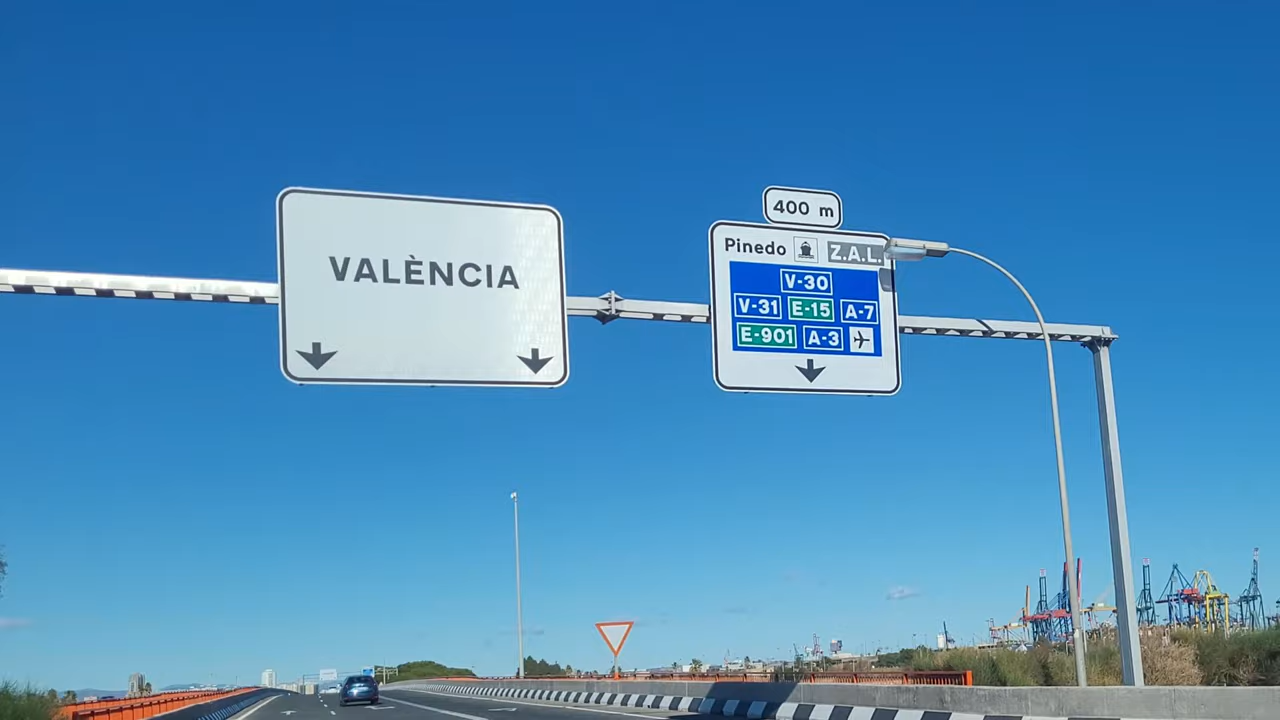 VALÈNCIA
400 m
Pinedo Z.A.L.
V-30
V-31 E-15 A-7
E-901 A-3